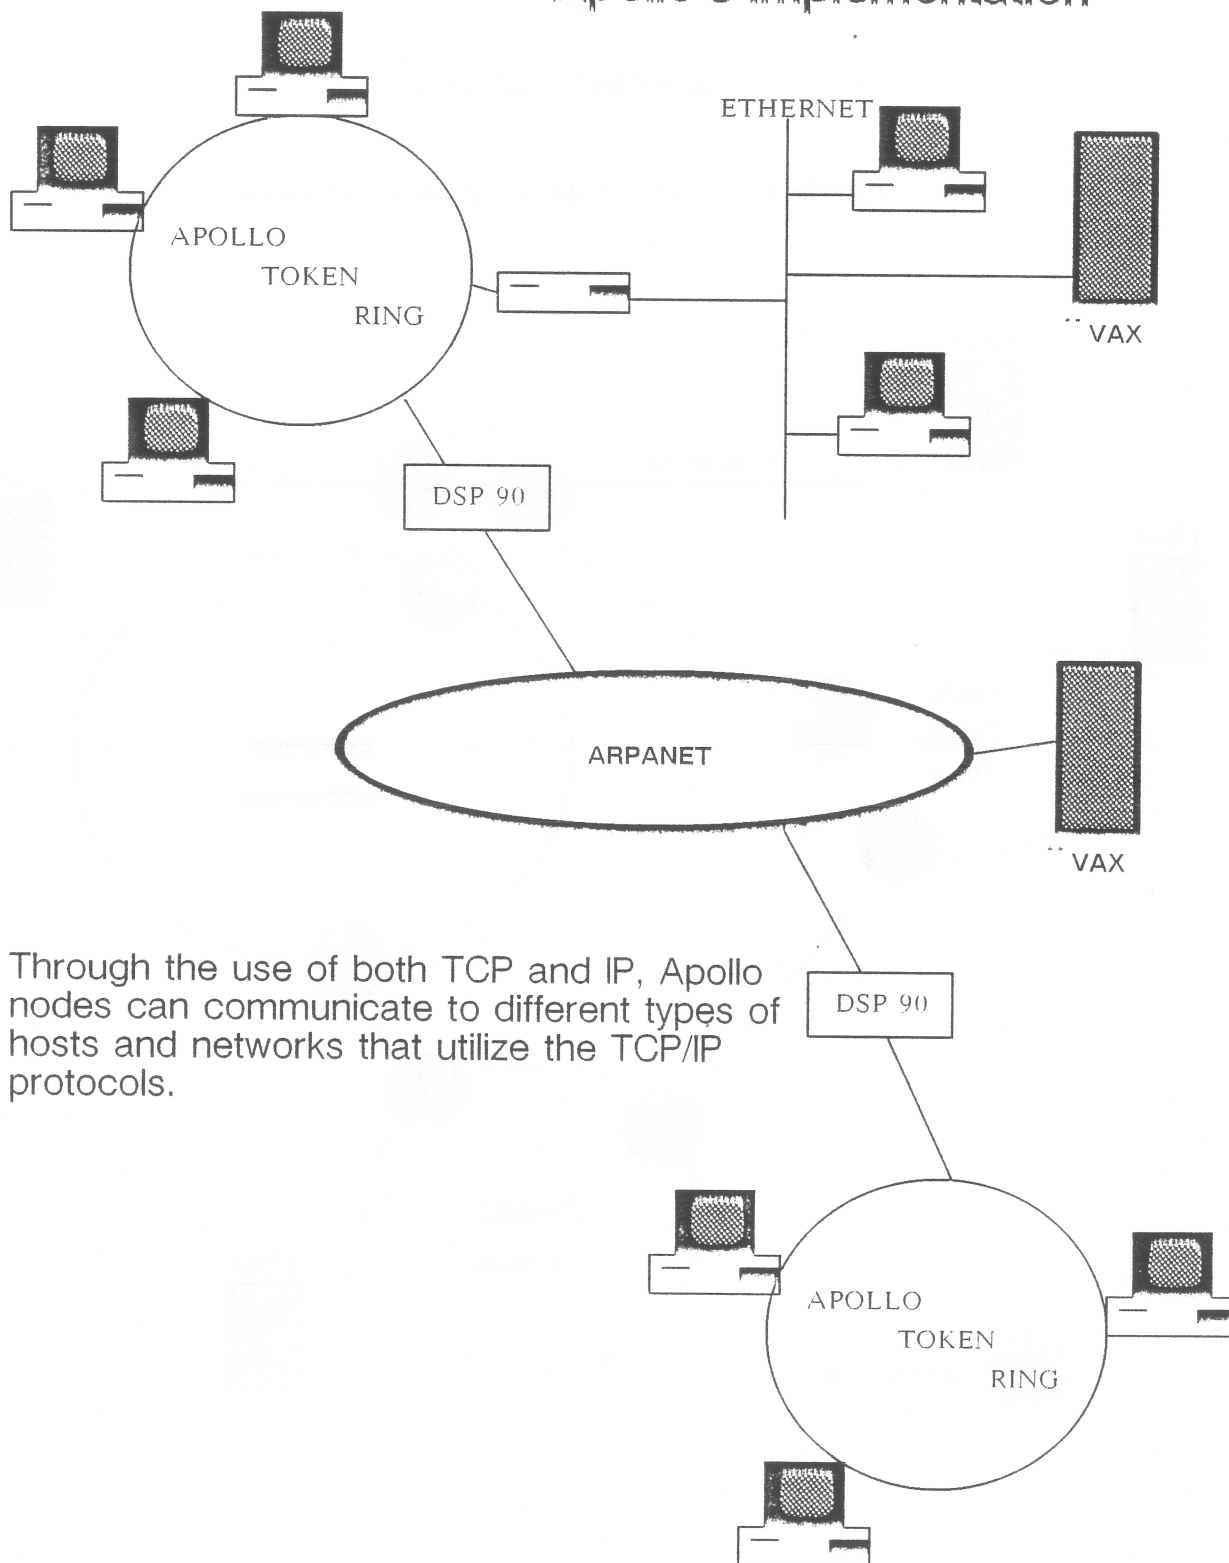 Apollo's Implementation
ETHERNET
APOLLO
TOKEN
RING
VAX
DSP 90
ARPANET
VAX
Through the use of both TCP and IP, Apollo
nodes can communicate to different types of
hosts and networks that utilize the TCP/IP
protocols.
DSP 90
APOLLO
TOKEN
RING